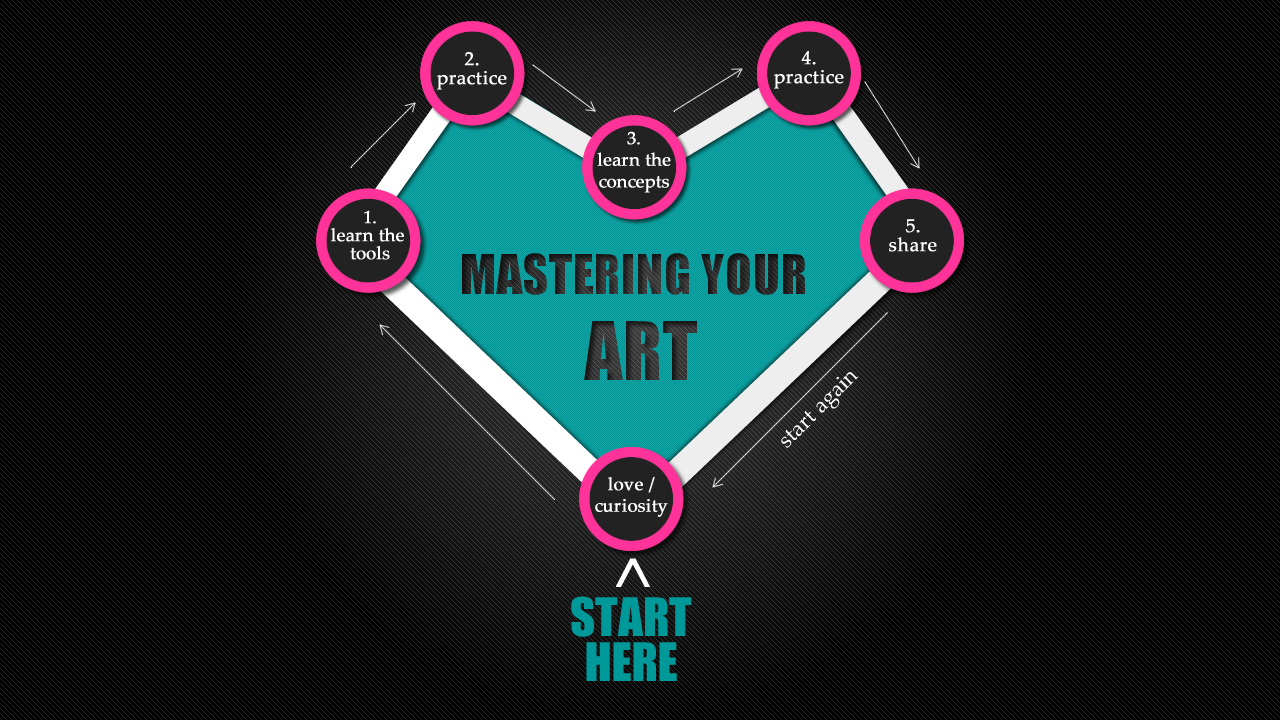 2.
practice
4.
practice
3.
learn the
concepts
1.
learn the
tools
5.
share
MASTERING YOUR
ART
start again
love /
curiosity
START
HERE